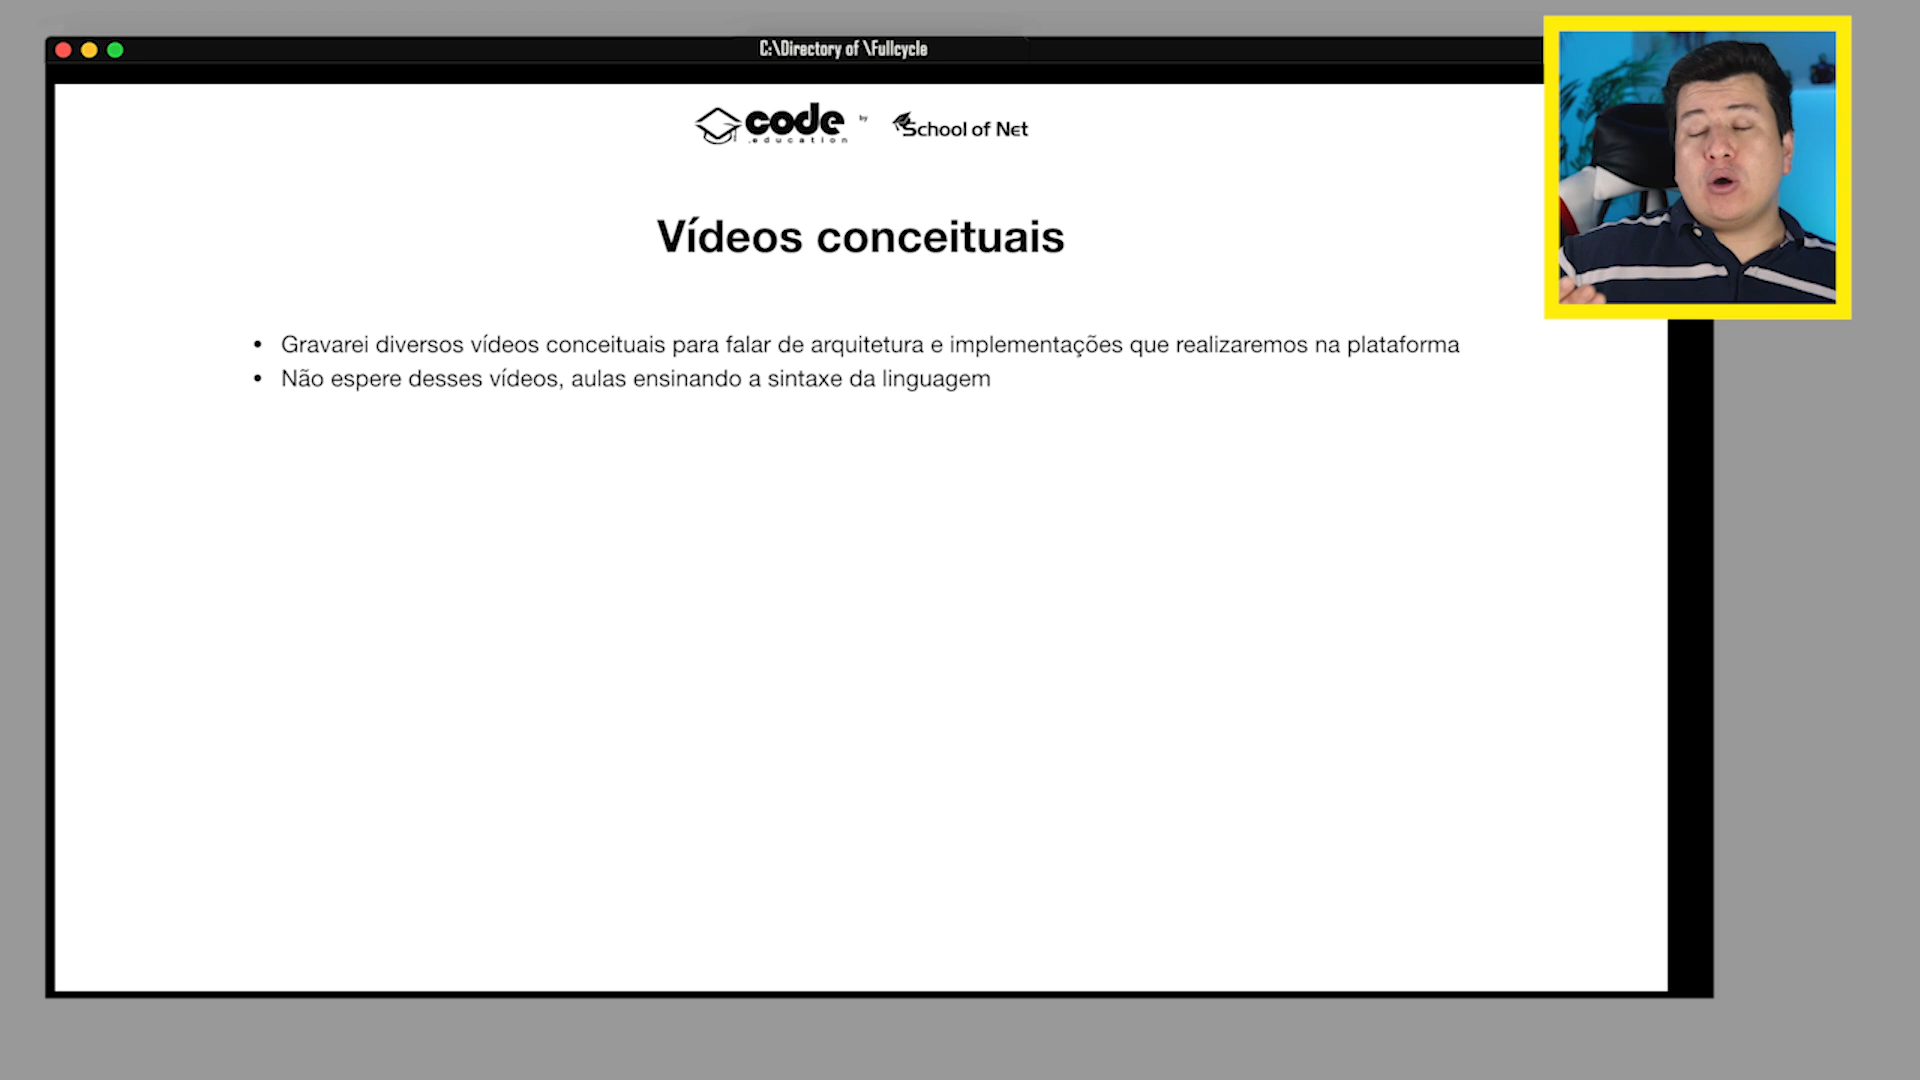 C:\Directory of \Fullcycle
code by School of Net
.education
Vídeos conceituais
• Gravarei diversos vídeos conceituais para falar de arquitetura e implementações que realizaremos na plataforma
• Não espere desses vídeos, aulas ensinando a sintaxe da linguagem